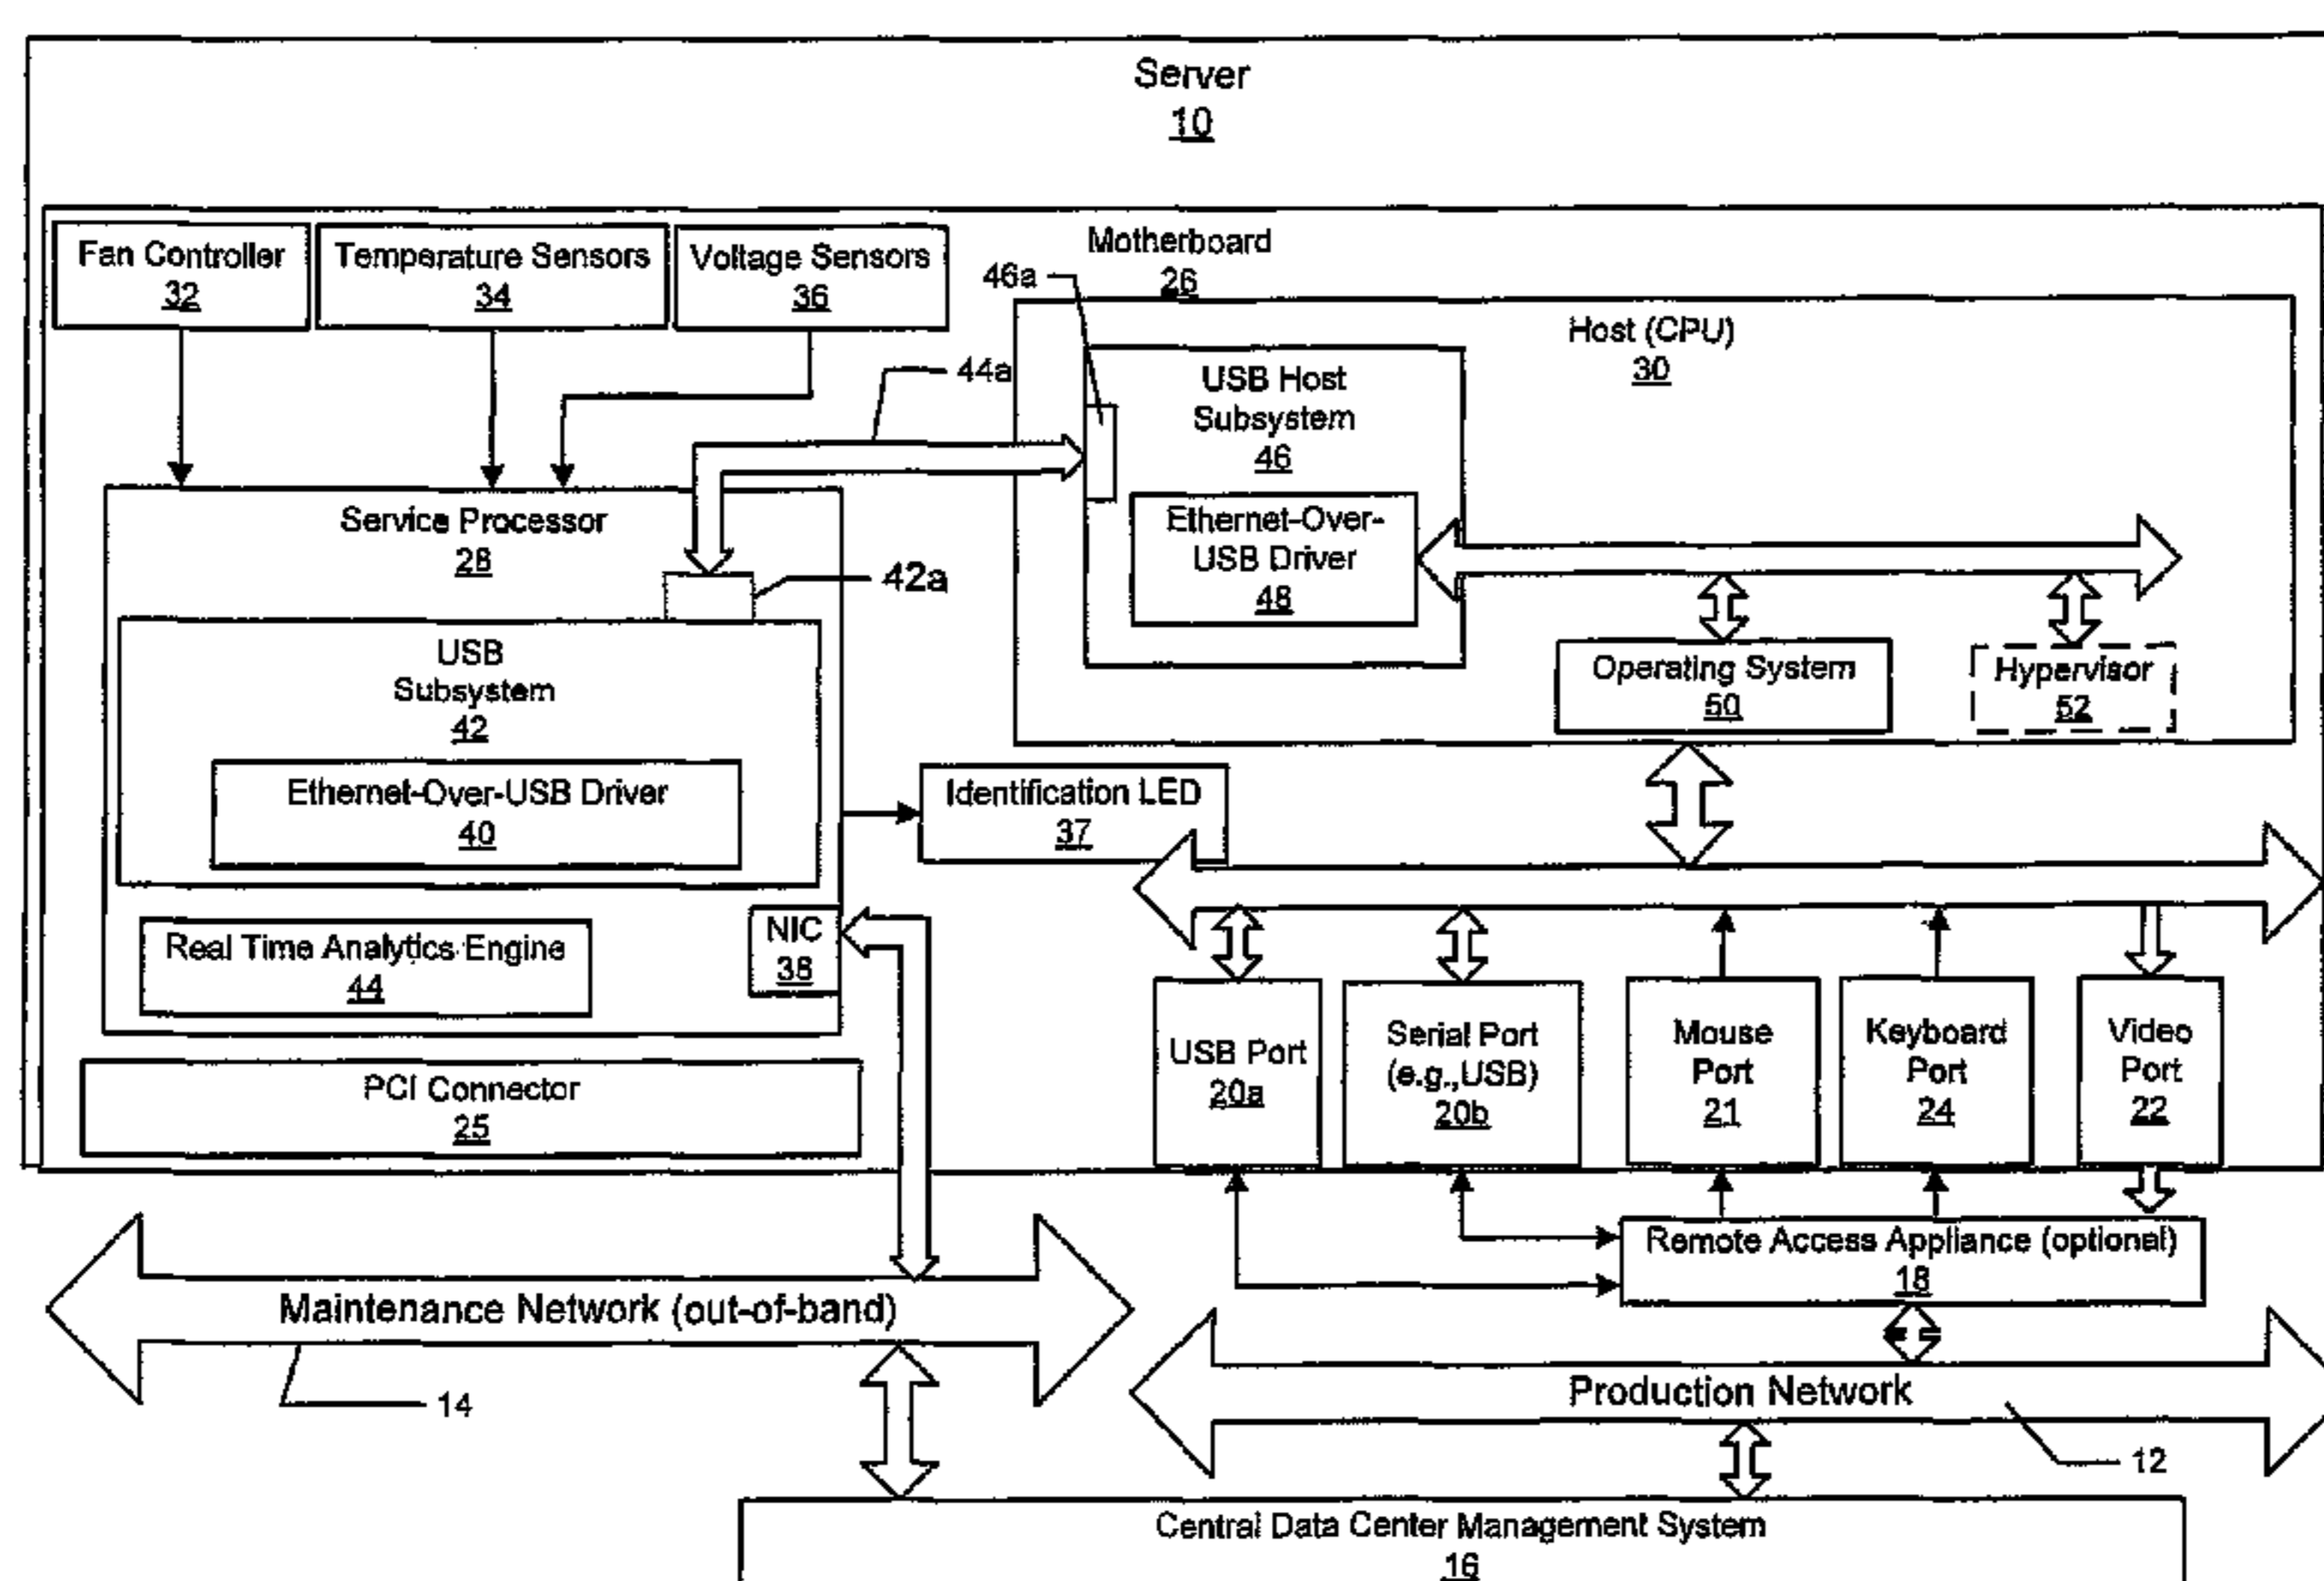 Server
10
Motherboard
26
Fan Controller
32
Temperature Sensors
34
Voltage Sensors
36
46a
Host (CPU)
30
44a
USB Host
Subsystem
46
Ethernet-Over-
USB Driver
48
Operating System
50
Hypervisor
52
Service Processor
28
42a
USB
Subsystem
42
Ethernet-Over-USB Driver
40
Identification LED
37
Real Time Analytics Engine
44
NIC
38
PCI Connector
25
USB Port
20a
Serial Port
(e.g.,USB)
20b
Mouse
Port
21
Keyboard
Port
24
Video
Port
22
Remote Access Appliance (optional)
18
Maintenance Network (out-of-band)
14
Production Network
12
Central Data Center Management System
16